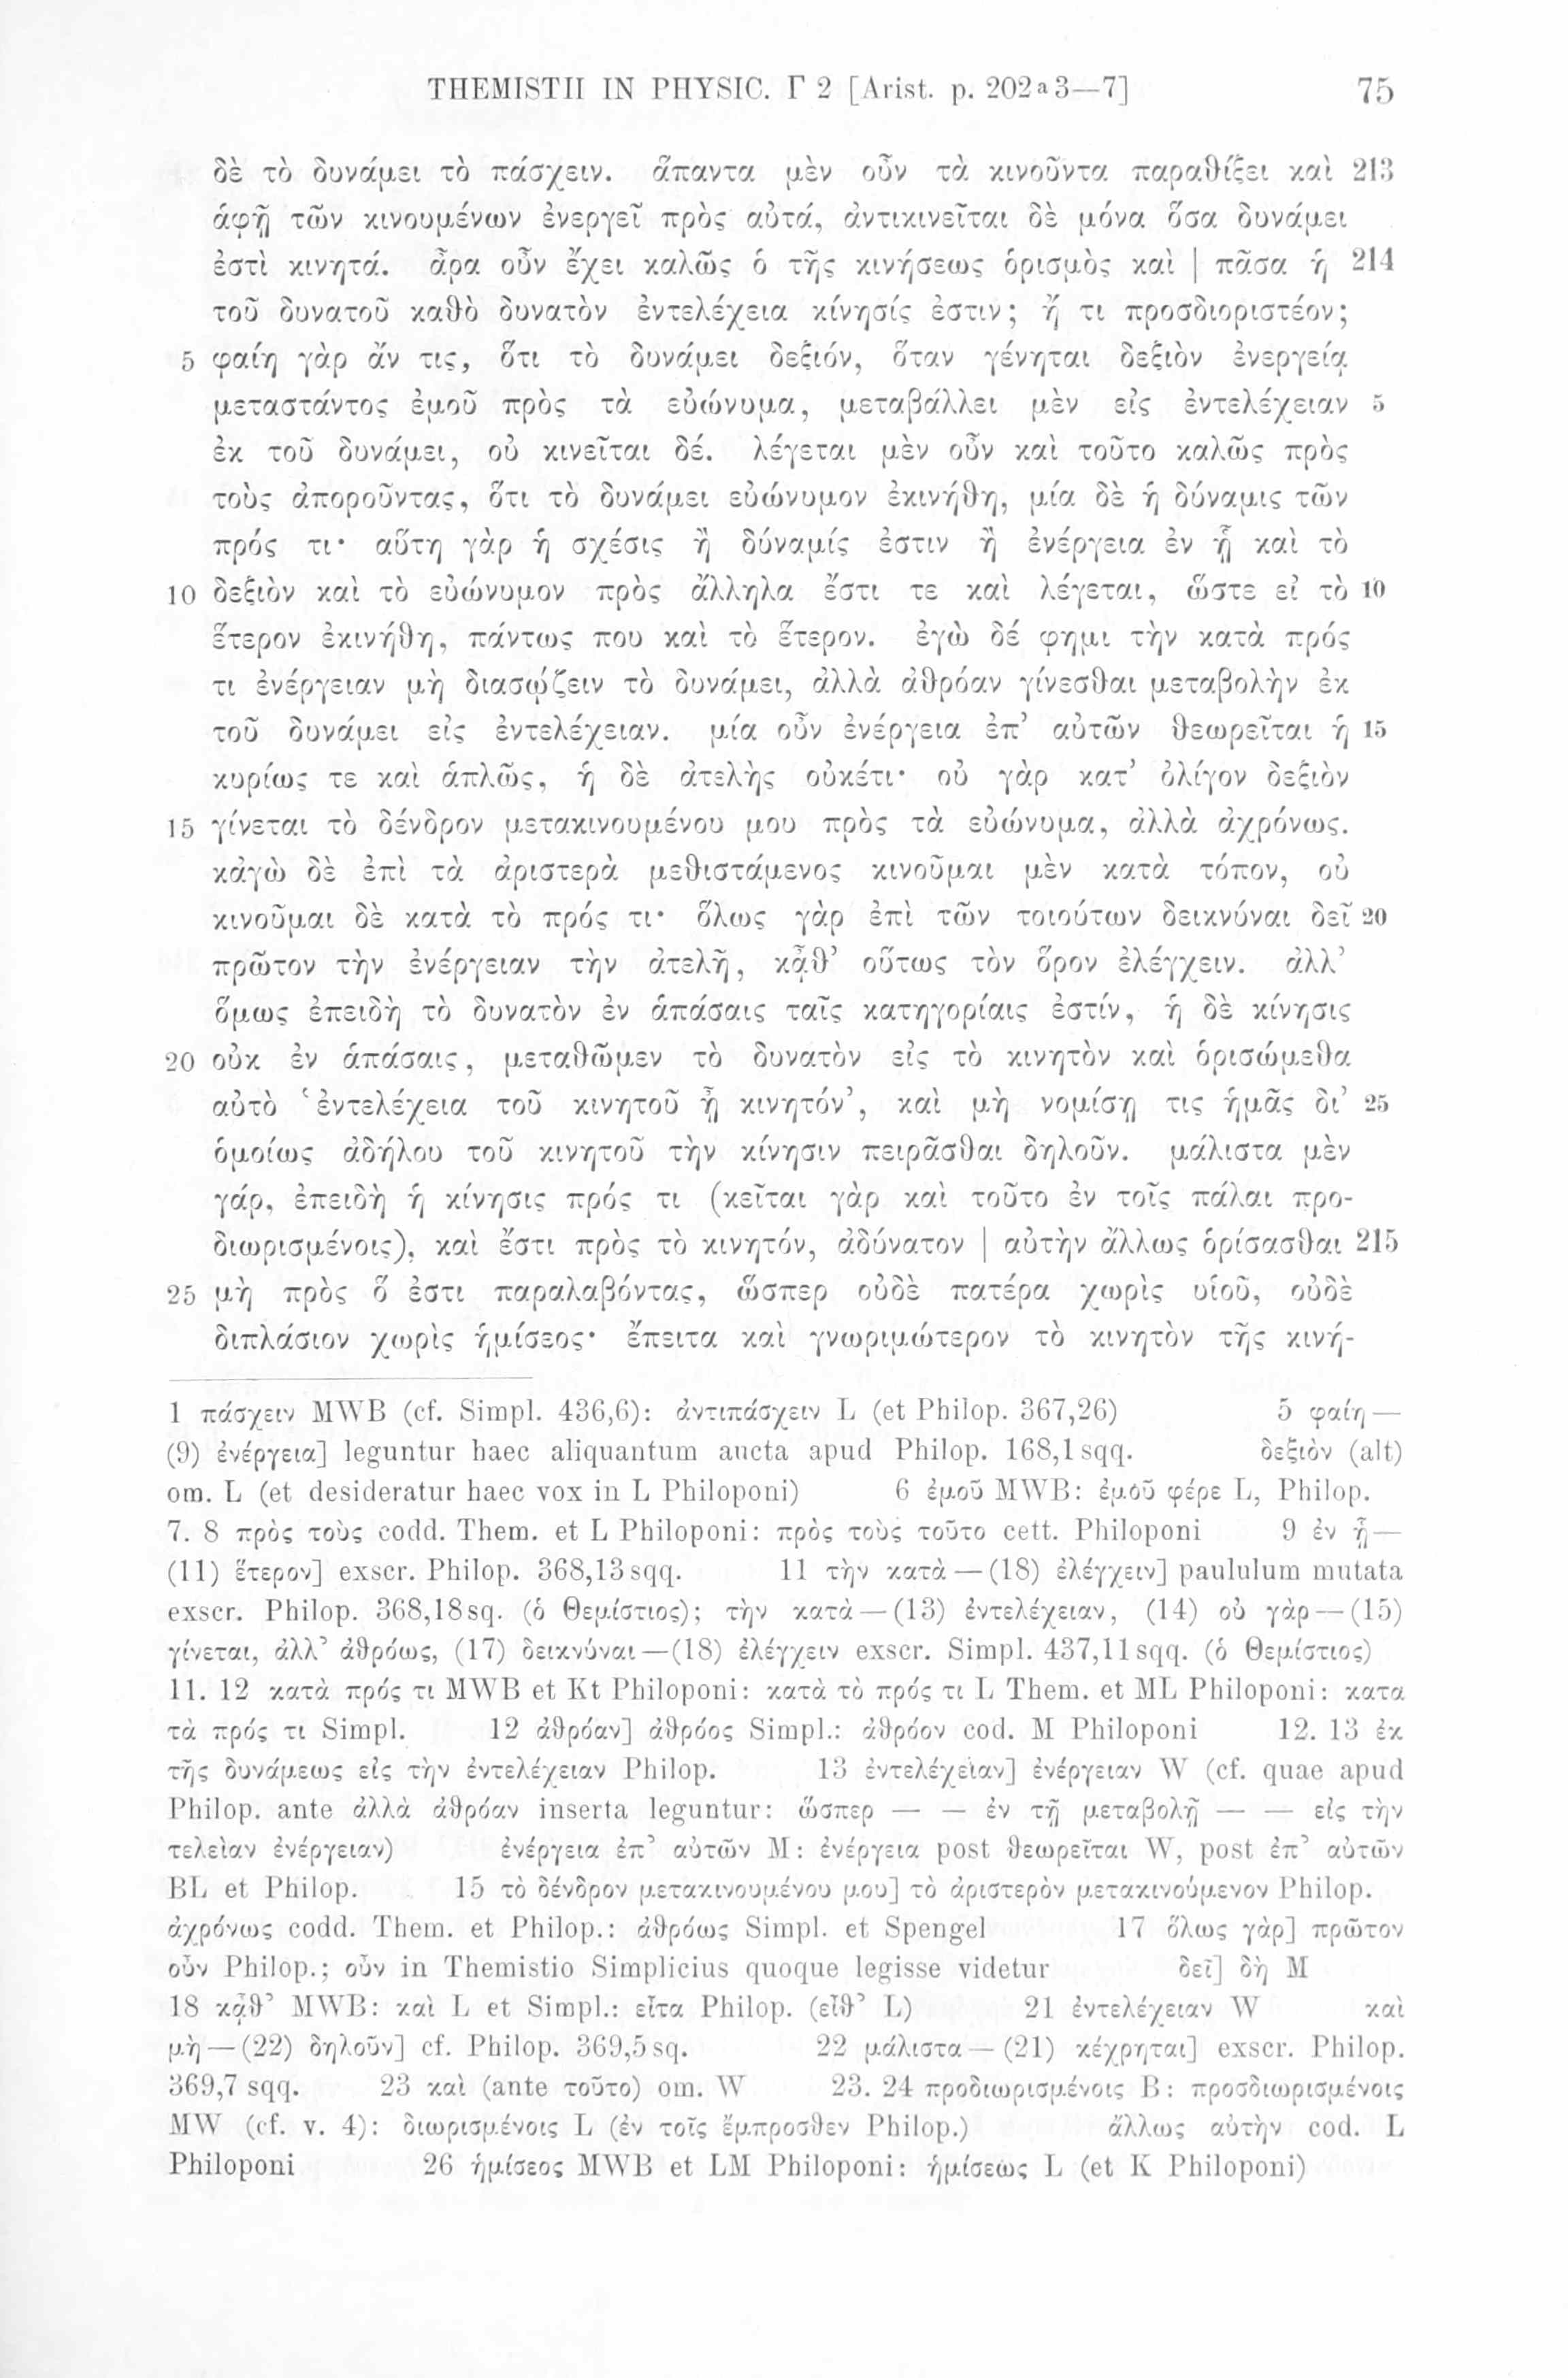 THEMISTII IN PHYSIC. Γ 2 [Arist. p. 202ª3—7] 75
δὲ τὸ δυνάμει τὸ πάσχειν. ἅπαντα μὲν οὖν τὰ κινοῦντα παραθίξει καὶ 213
ἁφῇ τῶν κινουμένων ἐνεργεῖ πρὸς αὐτά, ἀντικινεῖται δὲ μόνα ὅσα δυνάμει
ἐστὶ κινητά. ἆρα οὖν ἔχει καλῶς ὁ τῆς κινήσεως ὁρισμὸς καὶ | πᾶσα ἡ 214
τοῦ δυνατοῦ καθὸ δυνατὸν ἐντελέχεια κίνησίς ἐστιν; ἤ τι προσδιοριστέον;
5 φαίη γὰρ ἄν τις, ὅτι τὸ δυνάμει δεξιόν, ὅταν γένηται δεξιὸν ἐνεργείᾳ
μεταστάντος ἐμοῦ πρὸς τὰ εὐώνυμα, μεταβάλλει μὲν εἰς ἐντελέχειαν 5
ἐκ τοῦ δυνάμει, οὐ κινεῖται δέ. λέγεται μὲν οὖν καὶ τοῦτο καλῶς πρὸς
τοὺς ἀποροῦντας, ὅτι τὸ δυνάμει εὐώνυμον ἐκινήθη, μία δὲ ἡ δύναμις τῶν
πρός τι· αὕτη γὰρ ἡ σχέσις ἢ δύναμίς ἐστιν ἢ ἐνέργεια ἐν ᾗ καὶ τὸ
10 δεξιὸν καὶ τὸ εὐώνυμον πρὸς ἄλληλα ἔστι τε καὶ λέγεται, ὥστε εἰ τὸ 10
ἕτερον ἐκινήθη, πάντως που καὶ τὸ ἕτερον. ἐγὼ δέ φημι τὴν κατὰ πρός
τι ἐνέργειαν μὴ διασῴζειν τὸ δυνάμει, ἀλλὰ ἀθρόαν γίνεσθαι μεταβολὴν ἐκ
τοῦ δυνάμει εἰς ἐντελέχειαν. μία οὖν ἐνέργεια ἐπ’ αὐτῶν θεωρεῖται ἡ 15
κυρίως τε καὶ ἁπλῶς, ἡ δὲ ἀτελὴς οὐκέτι· οὐ γὰρ κατ’ ὀλίγον δεξιὸν
15 γίνεται τὸ δένδρον μετακινουμένου μου πρὸς τὰ εὐώνυμα, ἀλλὰ ἀχρόνως.
κἀγὼ δὲ ἐπὶ τὰ ἀριστερὰ μεθιστάμενος κινοῦμαι μὲν κατὰ τόπον, οὐ
κινοῦμαι δὲ κατὰ τὸ πρός τι· ὅλως γὰρ ἐπὶ τῶν τοιούτων δεικνύναι δεῖ 20
πρῶτον τὴν ἐνέργειαν τὴν ἀτελῆ, κᾆθ’ οὕτως τὸν ὅρον ἐλέγχειν. ἀλλ’
ὅμως ἐπειδὴ τὸ δυνατὸν ἐν ἁπάσαις ταῖς κατηγορίαις ἐστίν, ἡ δὲ κίνησις
20 οὐκ ἐν ἁπάσαις, μεταθῶμεν τὸ δυνατὸν εἰς τὸ κινητὸν καὶ ὁρισώμεθα
αὐτὸ ‘ἐντελέχεια τοῦ κινητοῦ ᾗ κινητόν’, καὶ μὴ νομίσῃ τις ἡμᾶς δι’ 25
ὁμοίως ἀδήλου τοῦ κινητοῦ τὴν κίνησιν πειρᾶσθαι δηλοῦν. μάλιστα μὲν
γάρ, ἐπειδὴ ἡ κίνησις πρός τι (κεῖται γὰρ καὶ τοῦτο ἐν τοῖς πάλαι προ-
διωρισμένοις), καὶ ἔστι πρὸς τὸ κινητόν, ἀδύνατον | αὐτὴν ἄλλως ὁρίσασθαι 215
25 μὴ πρὸς ὅ ἐστι παραλαβόντας, ὥσπερ οὐδὲ πατέρα χωρὶς υἱοῦ, οὐδὲ
διπλάσιον χωρὶς ἡμίσεος· ἔπειτα καὶ γνωριμώτερον τὸ κινητὸν τῆς κινή-
1 πάσχειν MWB (cf. Simpl. 436,6): ἀντιπάσχειν L (et Philop. 367,26) 5 φαίη —
(9) ἐνέργεια] leguntur haec aliquantum aucta apud Philop. 168,1 sqq. δεξιὸν (alt)
om. L (et desideratur haec vox in L Philoponi) 6 ἐμοῦ MWB: ἐμοῦ φέρε L, Philop.
7. 8 πρὸς τοὺς codd. Them. et L Philoponi: πρὸς τοὺς τοῦτο cett. Philoponi 9 ἐν ᾗ —
(11) ἕτερον] exscr. Philop. 368,13 sqq. 11 τὴν κατὰ — (18) ἐλέγχειν] paululum mutata
exscr. Philop. 368,18 sq. (ὁ Θεμίστιος); τὴν κατὰ — (13) ἐντελέχειαν, (14) οὐ γὰρ — (15)
γίνεται, ἀλλ’ ἀθρόως, (17) δεικνύναι — (18) ἐλέγχειν exscr. Simpl. 437,11 sqq. (ὁ Θεμίστιος)
11. 12 κατὰ πρός τι MWB et Kt Philoponi: κατὰ τὸ πρός τι L Them. et ML Philoponi: κατα
τὰ πρός τι Simpl. 12 ἀθρόαν] ἀθρόος Simpl.: ἀθρόον cod. M Philoponi 12. 13 ἐκ
τῆς δυνάμεως εἰς τὴν ἐντελέχειαν Philop. 13 ἐντελέχειαν] ἐνέργειαν W (cf. quae apud
Philop. ante ἀλλὰ ἀθρόαν inserta leguntur: ὥσπερ — — ἐν τῇ μεταβολῇ — — εἰς τὴν
τελείαν ἐνέργειαν) ἐνέργεια ἐπ’ αὐτῶν M: ἐνέργεια post θεωρεῖται W, post ἐπ’ αὐτῶν
BL et Philop. 15 τὸ δένδρον μετακινουμένου μου] τὸ ἀριστερὸν μετακινούμενον Philop.
ἀχρόνως codd. Them. et Philop.: ἀθρόως Simpl. et Spengel 17 ὅλως γὰρ] πρῶτον
οὖν Philop.; οὖν in Themistio Simplicius quoque legisse videtur δεῖ] δὴ M
18 κᾆθ’ MWB: καὶ L et Simpl.: εἶτα Philop. (εἶθ’ L) 21 ἐντελέχειαν W καὶ
μὴ — (22) δηλοῦν] cf. Philop. 369,5 sq. 22 μάλιστα — (21) κέχρηται] exscr. Philop.
369,7 sqq. 23 καὶ (ante τοῦτο) om. W 23. 24 προδιωρισμένοις B: προσδιωρισμένοις
MW (cf. v. 4): διωρισμένοις L (ἐν τοῖς ἔμπροσθεν Philop.) ἄλλως αὐτὴν cod. L
Philoponi 26 ἡμίσεος MWB et LM Philoponi: ἡμίσεως L (et K Philoponi)